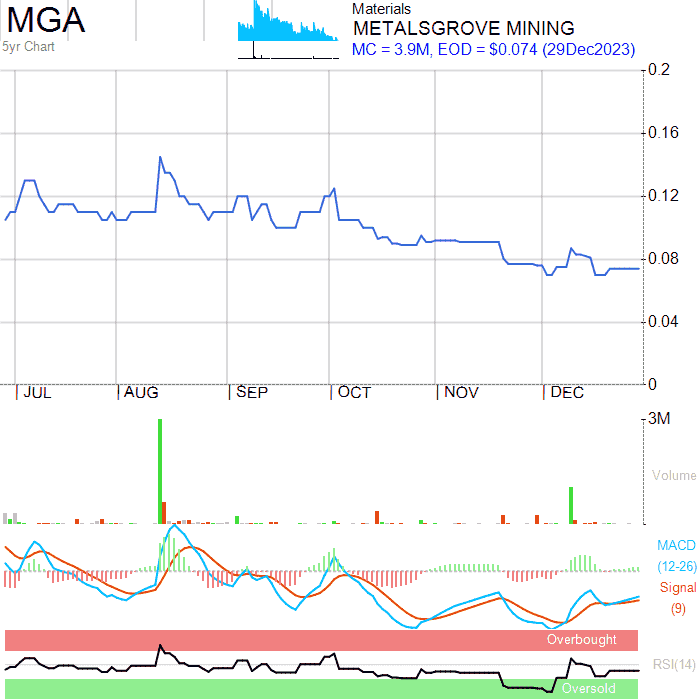 MGA
5yr Chart
Materials
METALSGROVE MINING
MC = 3.9M, EOD = $0.074 (29Dec2023)
0.2
0.16
0.12
0.08
0.04
0
JUL AUG SEP OCT NOV DEC
3M
Volume
MACD
(12-26)
Signal
(9)
Overbought
RSI(14)
Oversold